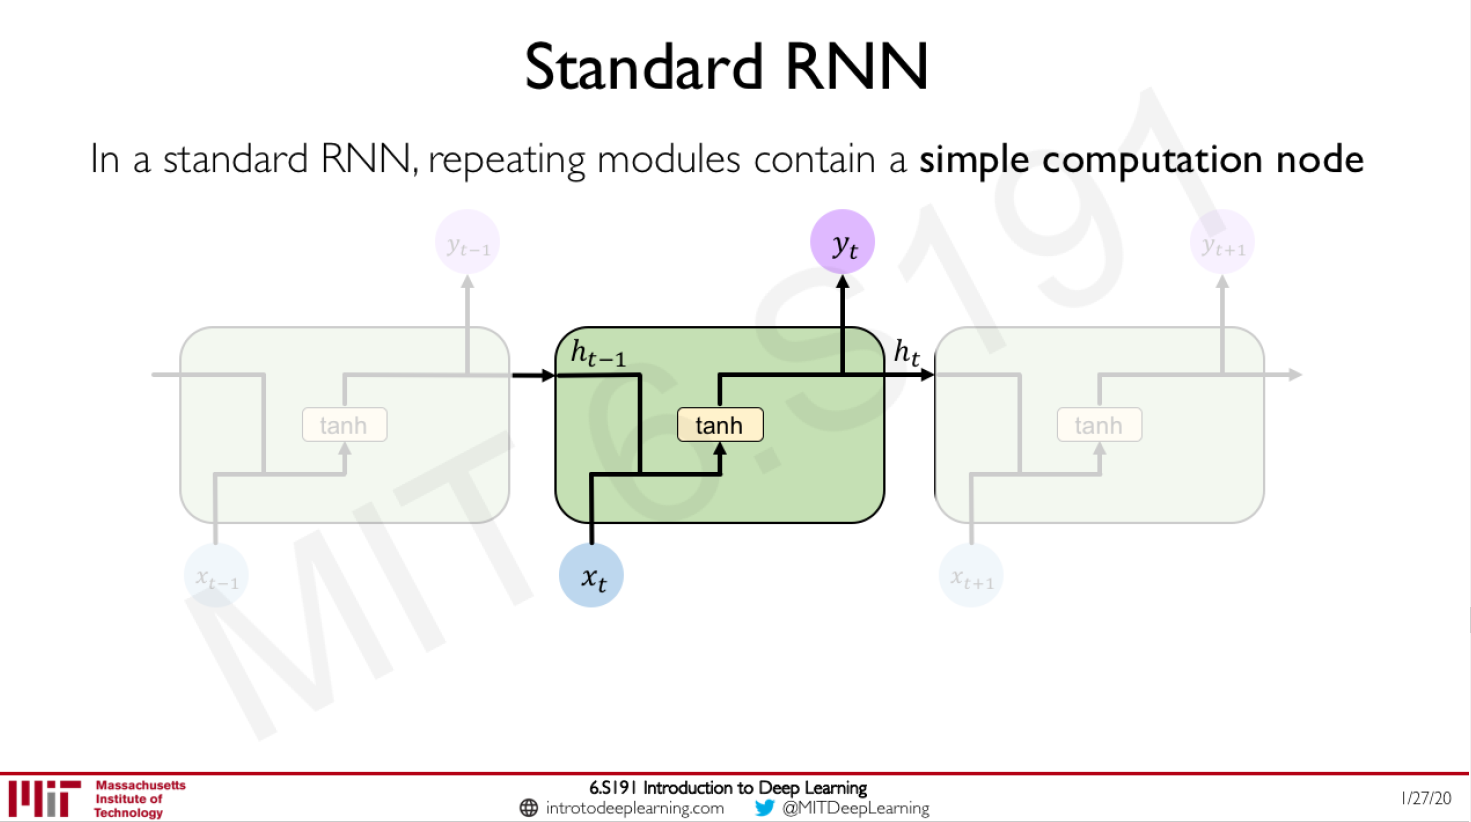 Standard RNN
In a standard RNN, repeating modules contain a simple computation node
y_{t-1} y_t y_{t+1}
h_{t-1} h_t
tanh tanh tanh
x_{t-1} x_t x_{t+1}
MIT 6.S191
Massachusetts
Institute of
Technology
6.S191 Introduction to Deep Learning
introtodeeplearning.com @MITDeepLearning
1/27/20